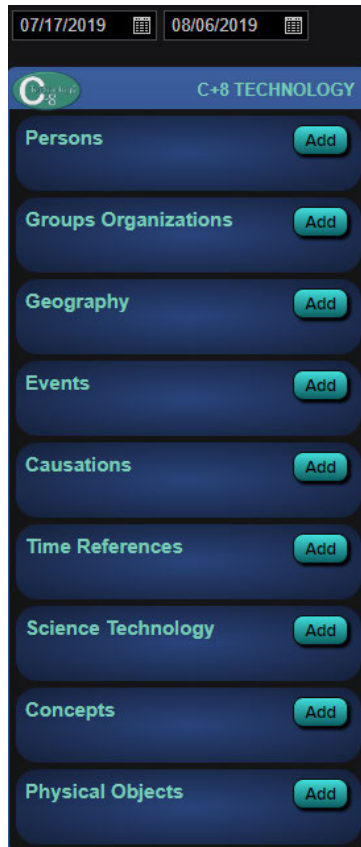 07/17/2019 08/06/2019
C+8 TECHNOLOGY
Persons Add
Groups Organizations Add
Geography Add
Events Add
Causations Add
Time References Add
Science Technology Add
Concepts Add
Physical Objects Add